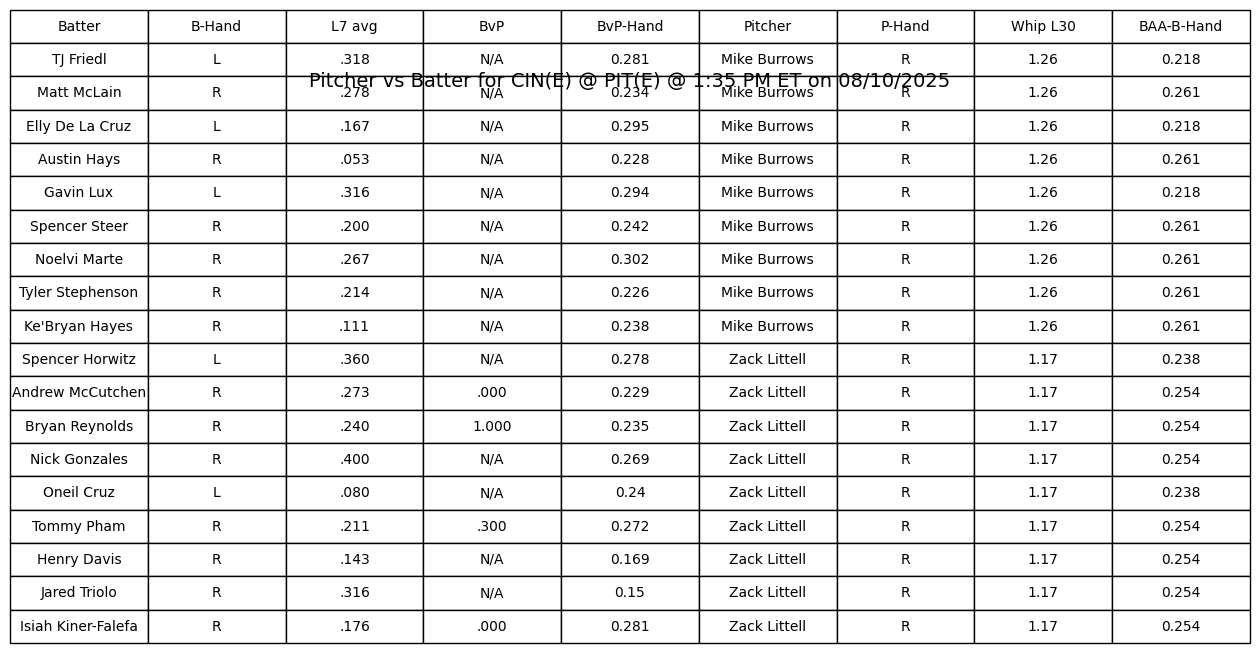 Batter B-Hand L7 avg BvP BvP-Hand Pitcher P-Hand Whip L30 BAA-B-Hand
TJ Friedl L .318 N/A 0.281 Mike Burrows R 1.26 0.218
Pitcher vs Batter for CIN(E) @ PIT(E) @ 1:35 PM ET on 08/10/2025
Matt McLain R .278 N/A 0.234 Mike Burrows R 1.26 0.261
Elly De La Cruz L .167 N/A 0.295 Mike Burrows R 1.26 0.218
Austin Hays R .053 N/A 0.228 Mike Burrows R 1.26 0.261
Gavin Lux L .316 N/A 0.294 Mike Burrows R 1.26 0.218
Spencer Steer R .200 N/A 0.242 Mike Burrows R 1.26 0.261
Noelvi Marte R .267 N/A 0.302 Mike Burrows R 1.26 0.261
Tyler Stephenson R .214 N/A 0.226 Mike Burrows R 1.26 0.261
Ke'Bryan Hayes R .111 N/A 0.238 Mike Burrows R 1.26 0.261
Spencer Horwitz L .360 N/A 0.278 Zack Littell R 1.17 0.238
Andrew McCutchen R .273 .000 0.229 Zack Littell R 1.17 0.254
Bryan Reynolds R .240 1.000 0.235 Zack Littell R 1.17 0.254
Nick Gonzales R .400 N/A 0.269 Zack Littell R 1.17 0.254
Oneil Cruz L .080 N/A 0.24 Zack Littell R 1.17 0.238
Tommy Pham R .211 .300 0.272 Zack Littell R 1.17 0.254
Henry Davis R .143 N/A 0.169 Zack Littell R 1.17 0.254
Jared Triolo R .316 N/A 0.15 Zack Littell R 1.17 0.254
Isiah Kiner-Falefa R .176 .000 0.281 Zack Littell R 1.17 0.254